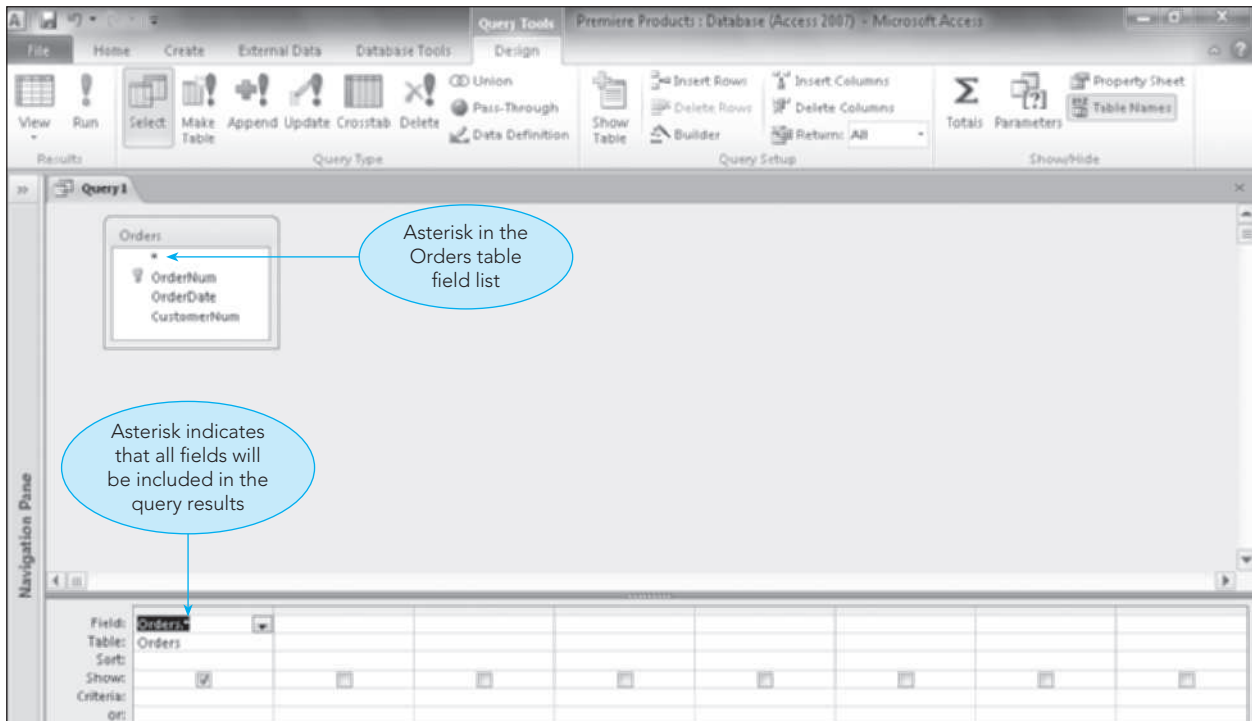 A
Query Tools
Premiere Products : Database (Access 2007) - Microsoft Access
File
Home
Create
External Data
Database Tools
Design
View
Run
Select
Make
Table
Append
Update
Crosstab
Delete
Union
Pass-Through
Data Definition
Show
Table
Insert Rows
Delete Rows
Builder
Insert Columns
Delete Columns
Return: All
Totals
Parameters
Property Sheet
Table Names
Results
Query Type
Query Setup
Show/Hide
Query1
Orders
*
OrderNum
OrderDate
CustomerNum
Asterisk in the
Orders table
field list
Asterisk indicates
that all fields will
be included in the
query results
Navigation Pane
Field: Orders.*
Table: Orders
Sort:
Show:
Criteria:
or: